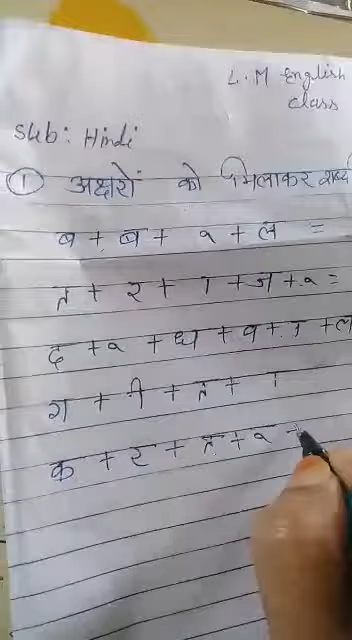 L.M English
class
Sub: Hindi
① अक्षरों को मिलाकर शब्द
ब + ब + ू + ल =
त + र + ा + ज + ू =
द + ू + ध + व + ा + ल
ग + ी + त + ा
क + र + त + ू +